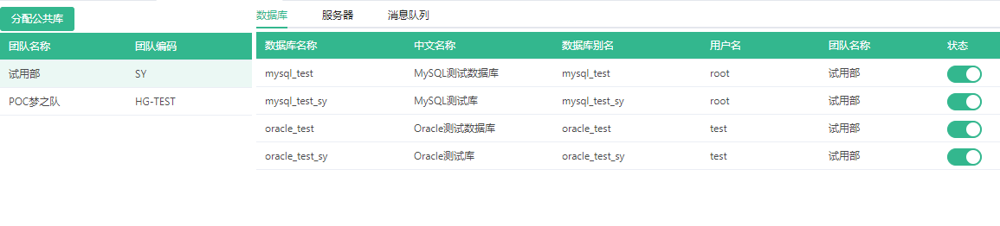 分配公共库
团队名称 团队编码
试用部 SY
POC梦之队 HG-TEST
数据库 服务器 消息队列
数据库名称 中文名称 数据库别名 用户名 团队名称 状态
mysql_test MySQL测试数据库 mysql_test root 试用部
mysql_test_sy MySQL测试库 mysql_test_sy root 试用部
oracle_test Oracle测试数据库 oracle_test test 试用部
oracle_test_sy Oracle测试库 oracle_test_sy test 试用部